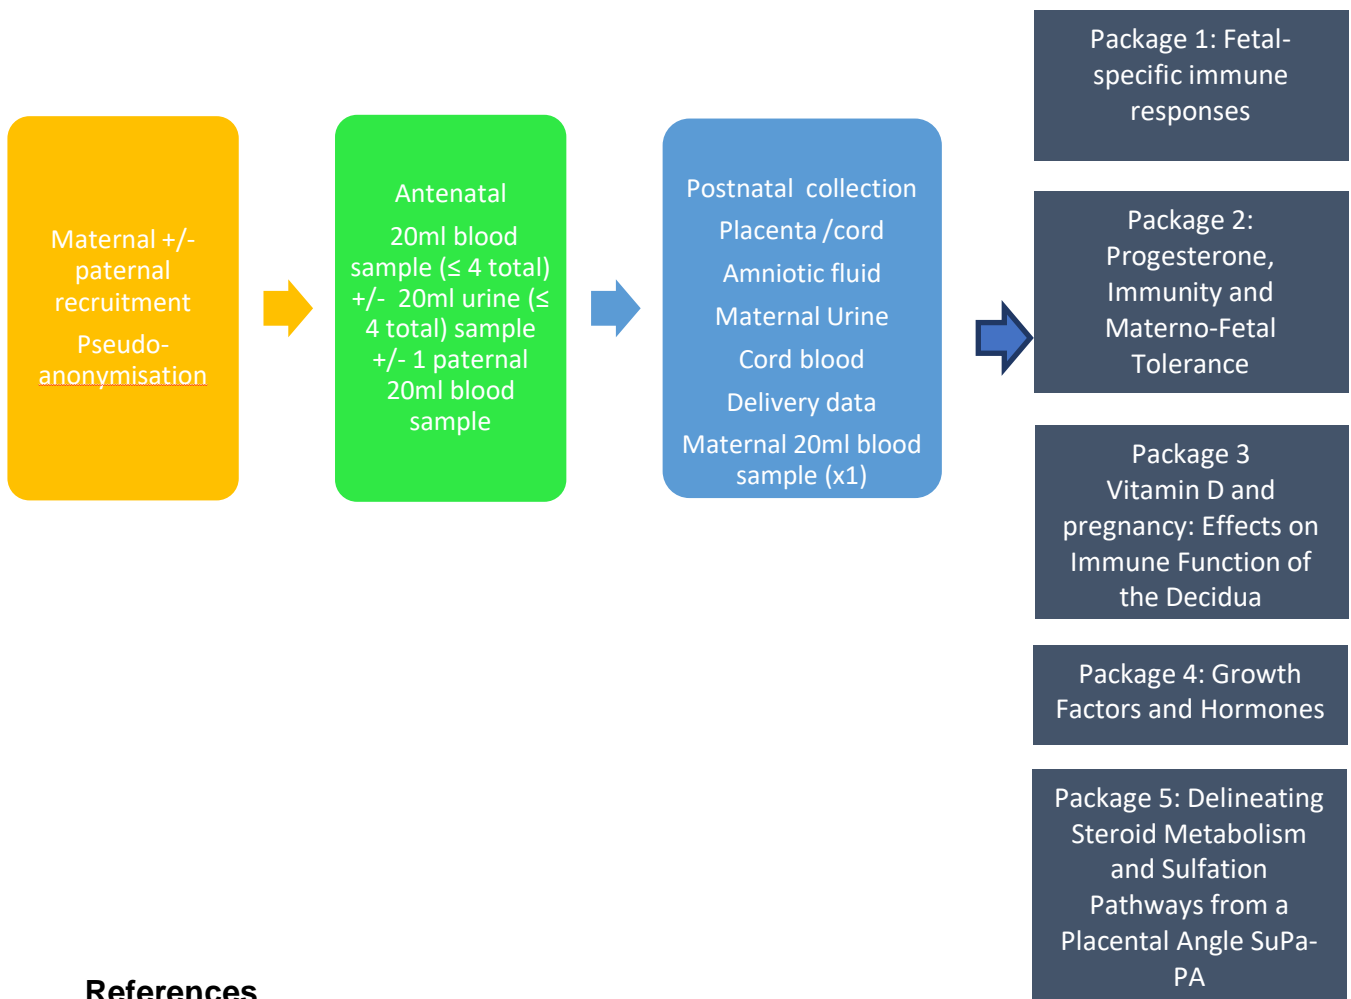 Maternal +/-
paternal
recruitment
Pseudo-
anonymisation
Antenatal
20ml blood
sample (≤ 4 total)
+/-  20ml urine (≤
4 total) sample
+/- 1 paternal
20ml blood
sample
Postnatal  collection
Placenta /cord
Amniotic fluid
Maternal Urine
Cord blood
Delivery data
Maternal 20ml blood
sample (x1)
Package 1: Fetal-
specific immune
responses
Package 2:
Progesterone,
Immunity and
Materno-Fetal
Tolerance
Package 3
Vitamin D and
pregnancy: Effects on
Immune Function of
the Decidua
Package 4: Growth
Factors and Hormones
Package 5: Delineating
Steroid Metabolism
and Sulfation
Pathways from a
Placental Angle SuPa-
PA
References